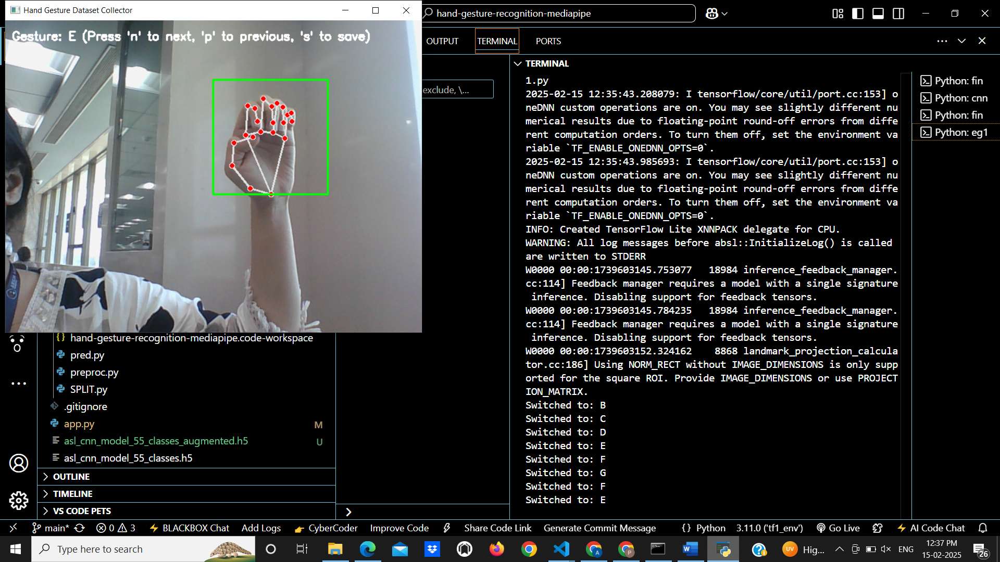 Hand Gesture Dataset Collector
hand-gesture-recognition-mediapipe
Gesture: E (Press 'n' to next, 'p' to previous, 's' to save)
OUTPUT
TERMINAL
PORTS
exclude, \...
TERMINAL
1.py
2025-02-15 12:35:43.208079: I tensorflow/core/util/port.cc:153] o
neDNN custom operations are on. You may see slightly different nu
merical results due to floating-point round-off errors from diffe
rent computation orders. To turn them off, set the environment va
riable `TF_ENABLE_ONEDNN_OPTS=0`.
2025-02-15 12:35:43.985693: I tensorflow/core/util/port.cc:153] o
neDNN custom operations are on. You may see slightly different nu
merical results due to floating-point round-off errors from diffe
rent computation orders. To turn them off, set the environment va
riable `TF_ENABLE_ONEDNN_OPTS=0`.
INFO: Created TensorFlow Lite XNNPACK delegate for CPU.
WARNING: All log messages before absl::InitializeLog() is called
are written to STDERR
W0000 00:00:1739603145.753077   18984 inference_feedback_manager.
cc:114] Feedback manager requires a model with a single signature
 inference. Disabling support for feedback tensors.
W0000 00:00:1739603145.784235   18984 inference_feedback_manager.
cc:114] Feedback manager requires a model with a single signature
 inference. Disabling support for feedback tensors.
W0000 00:00:1739603152.324162    8868 landmark_projection_calcula
tor.cc:186] Using NORM_RECT without IMAGE_DIMENSIONS is only supp
orted for the square ROI. Provide IMAGE_DIMENSIONS or use PROJECT
ION_MATRIX.
Switched to: B
Switched to: C
Switched to: D
Switched to: E
Switched to: F
Switched to: G
Switched to: F
Switched to: E
Python: fin
Python: cnn
Python: fin
Python: eg1
hand-gesture-recognition-mediapipe.code-workspace
pred.py
preproc.py
SPLIT.py
.gitignore
app.py M
asl_cnn_model_55_classes_augmented.h5 U
asl_cnn_model_55_classes.h5
OUTLINE
TIMELINE
VS CODE PETS
main* 0 3 BLACKBOX Chat Add Logs CyberCoder Improve Code Share Code Link Generate Commit Message {} Python 3.11.0 ('tf1_env') Go Live AI Code Chat
Type here to search
UV Hig... ENG
12:37 PM
15-02-2025
26